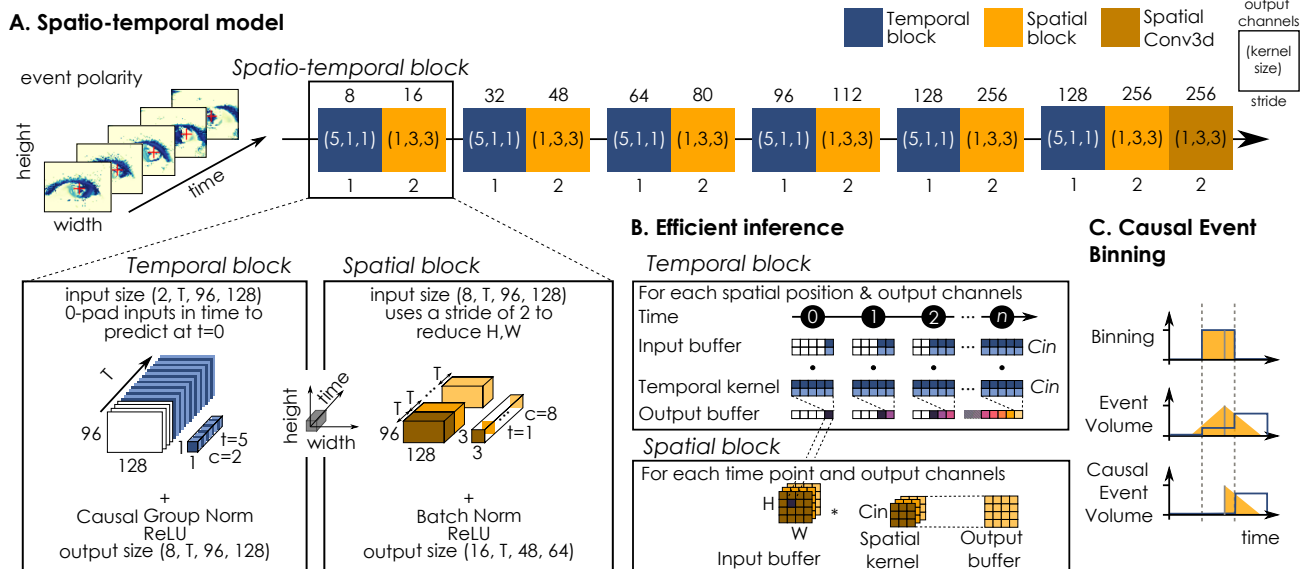 A. Spatio-temporal model
Temporal block
Spatial block
Spatial Conv3d
output channels
(kernel size)
stride
event polarity
height
width
time
Spatio-temporal block
8 16 32 48 64 80 96 112 128 256 128 256 256
(5,1,1) (1,3,3) (5,1,1) (1,3,3) (5,1,1) (1,3,3) (5,1,1) (1,3,3) (5,1,1) (1,3,3) (5,1,1) (1,3,3) (1,3,3)
1 2 1 2 1 2 1 2 1 2 1 2 2
Temporal block
input size (2, T, 96, 128)
0-pad inputs in time to
predict at t=0
T
96
128
1
1
t=5
c=2
+
Causal Group Norm
ReLU
output size (8, T, 96, 128)
height
time
width
Spatial block
input size (8, T, 96, 128)
uses a stride of 2 to
reduce H,W
T
T
T
96
128
3
3
c=8
t=1
+
Batch Norm
ReLU
output size (16, T, 48, 64)
B. Efficient inference
Temporal block
For each spatial position & output channels
Time 0 1 2 ... n
Input buffer ... Cin
Temporal kernel ... Cin
Output buffer ...
Spatial block
For each time point and output channels
H
W
*
Cin
Input buffer
Spatial kernel
Output buffer
C. Causal Event
Binning
Binning
Event
Volume
Causal
Event
Volume
time